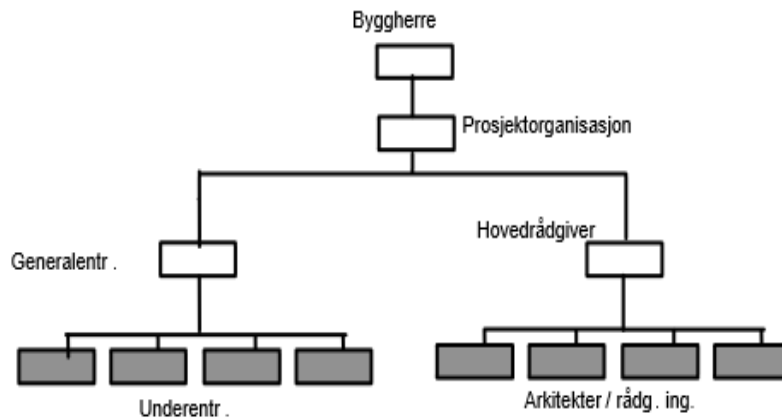 Byggherre
Prosjektorganisasjon
Hovedrådgiver
Generalentr .
Underentr .
Arkitekter / rådg . ing.